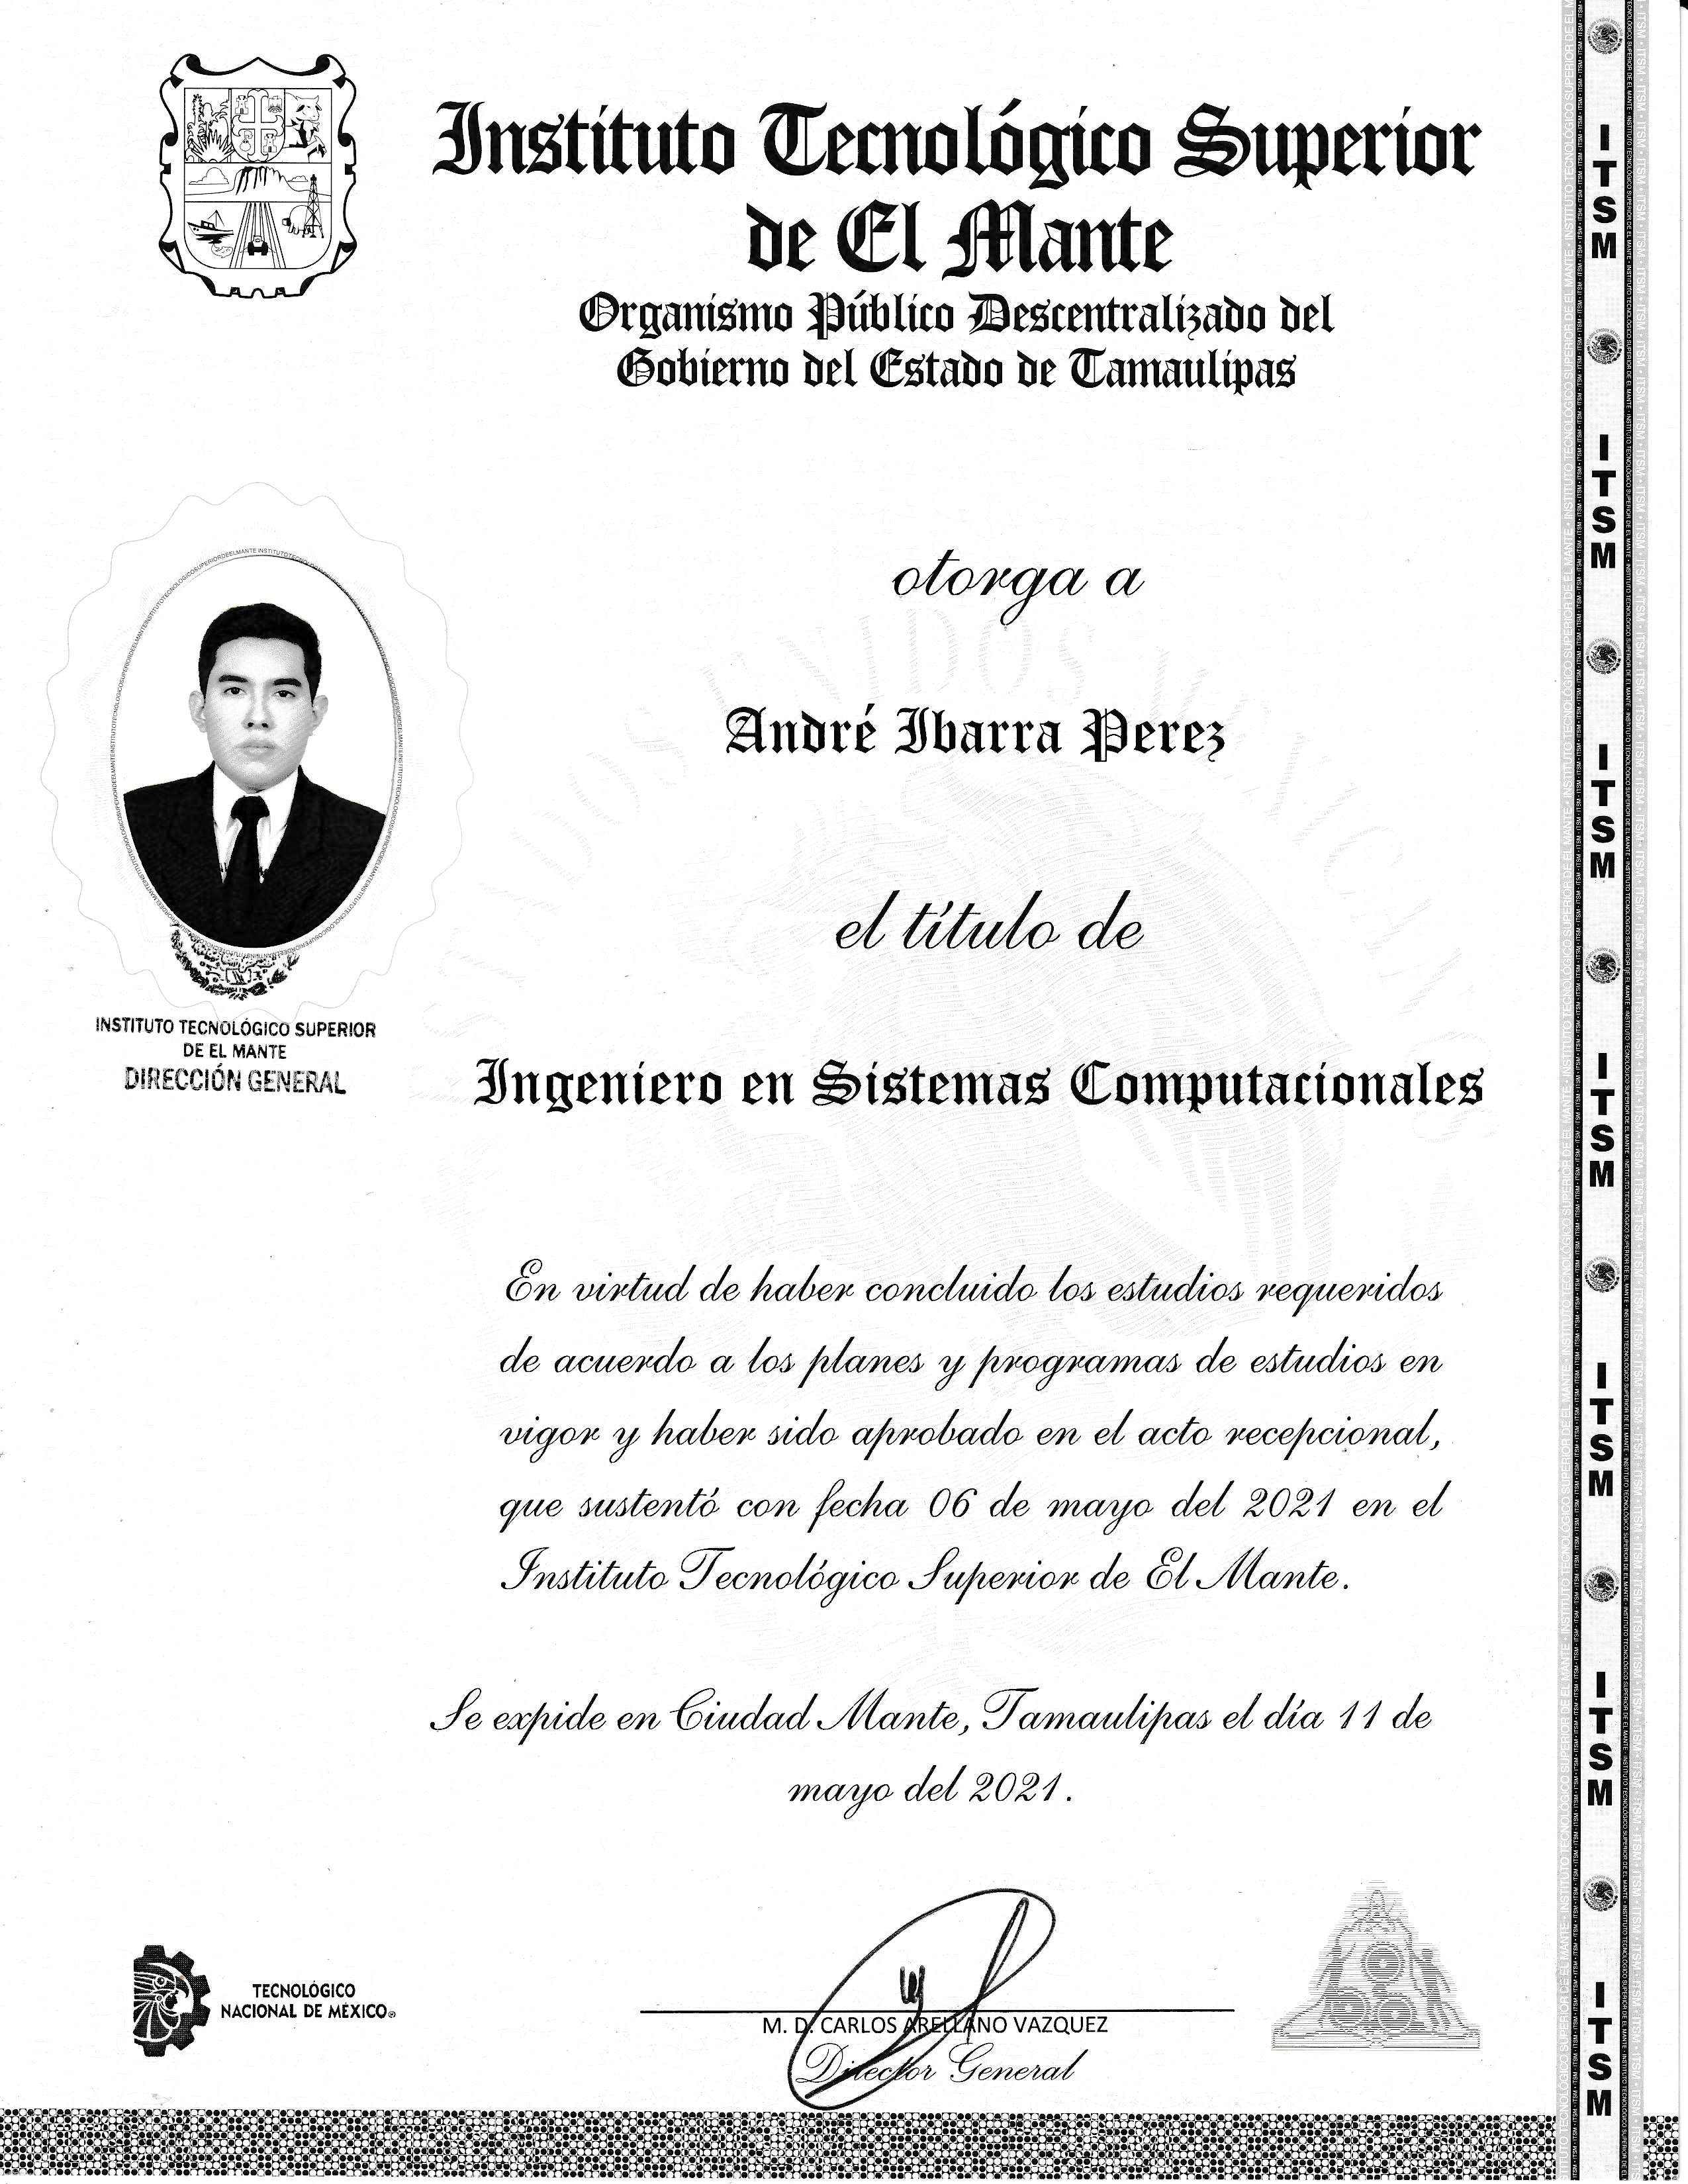 Instituto Tecnológico Superior
de El Mante
Organismo Público Descentralizado del
Gobierno del Estado de Tamaulipas
otorga a
André Ibarra Perez
el título de
INSTITUTO TECNOLÓGICO SUPERIOR
DE EL MANTE
DIRECCIÓN GENERAL
Ingeniero en Sistemas Computacionales
En virtud de haber concluido los estudios requeridos
de acuerdo a los planes y programas de estudios en
vigor y haber sido aprobado en el acto recepcional,
que sustentó con fecha 06 de mayo del 2021 en el
Instituto Tecnológico Superior de El Mante.
Se expide en Ciudad Mante, Tamaulipas el día 11 de
mayo del 2021.
TECNOLÓGICO
NACIONAL DE MÉXICO®
M. D. CARLOS ARELLANO VAZQUEZ
Director General
ITSM
ITSM
ITSM
ITSM
ITSM
ITSM
ITSM